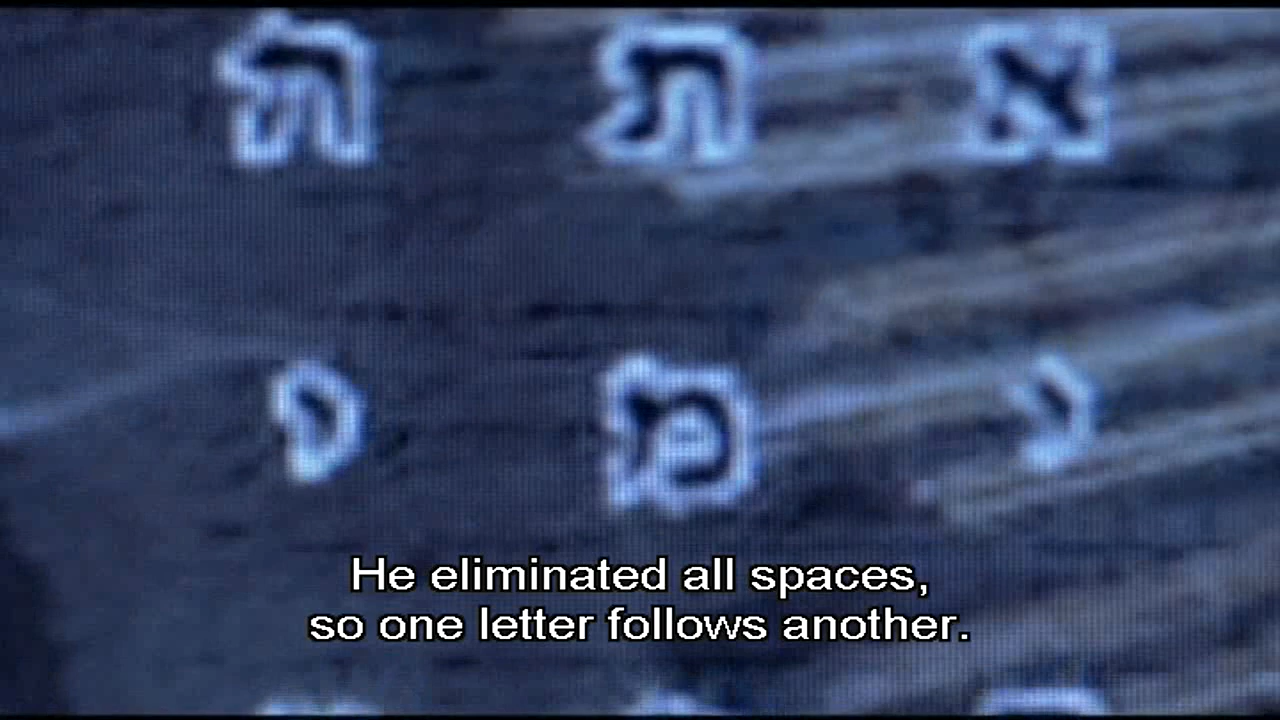 א ת ה
י מ י
He eliminated all spaces,
so one letter follows another.